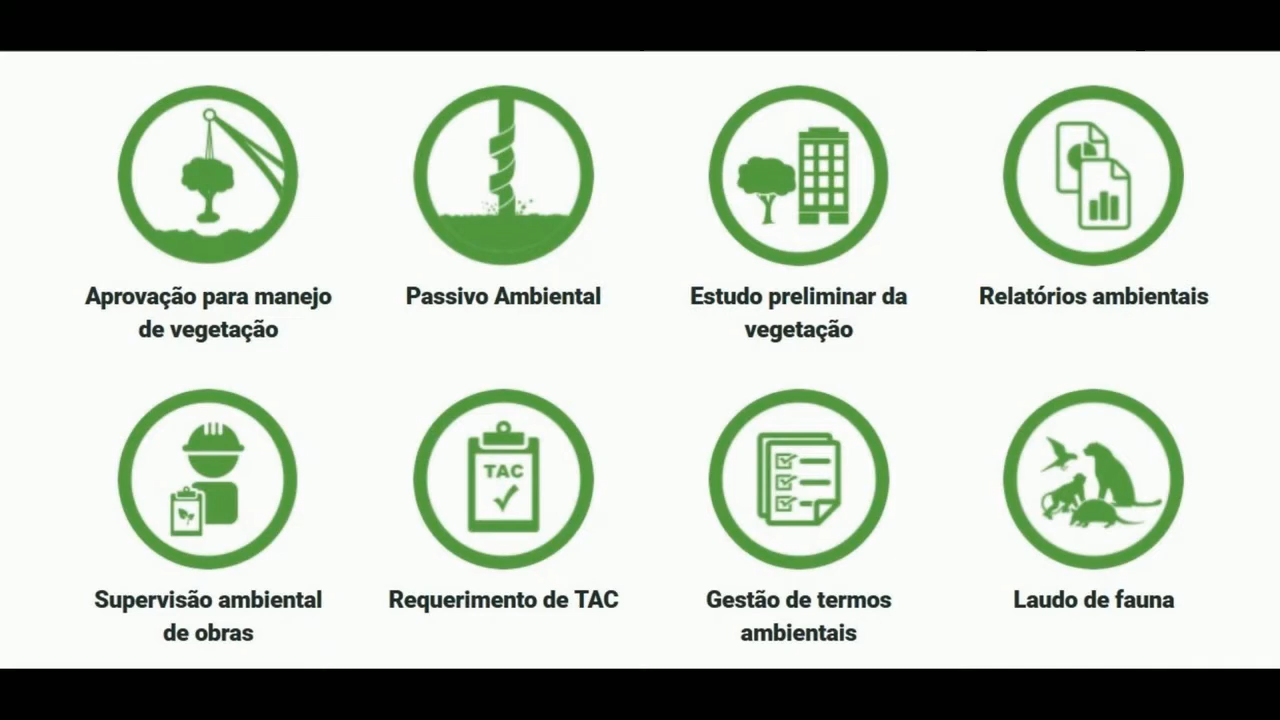 Aprovação para manejo
de vegetação
Passivo Ambiental
Estudo preliminar da
vegetação
Relatórios ambientais
Supervisão ambiental
de obras
TAC
Requerimento de TAC
Gestão de termos
ambientais
Laudo de fauna